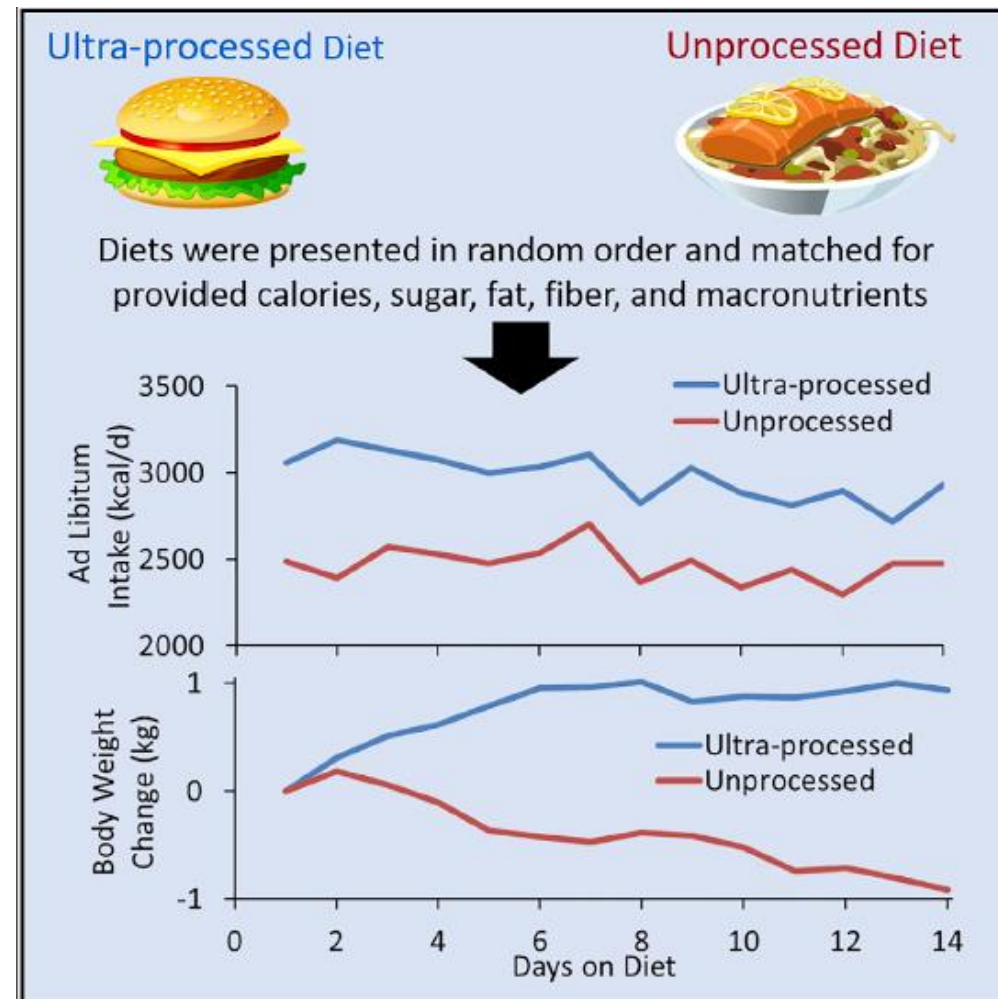 Ultra-processed Diet
Unprocessed Diet
Diets were presented in random order and matched for
provided calories, sugar, fat, fiber, and macronutrients
Ad Libitum
Intake (kcal/d)
3500
3000
2500
2000
Ultra-processed
Unprocessed
Body Weight
Change (kg)
1
0
-1
Ultra-processed
Unprocessed
0 2 4 6 8 10 12 14
Days on Diet